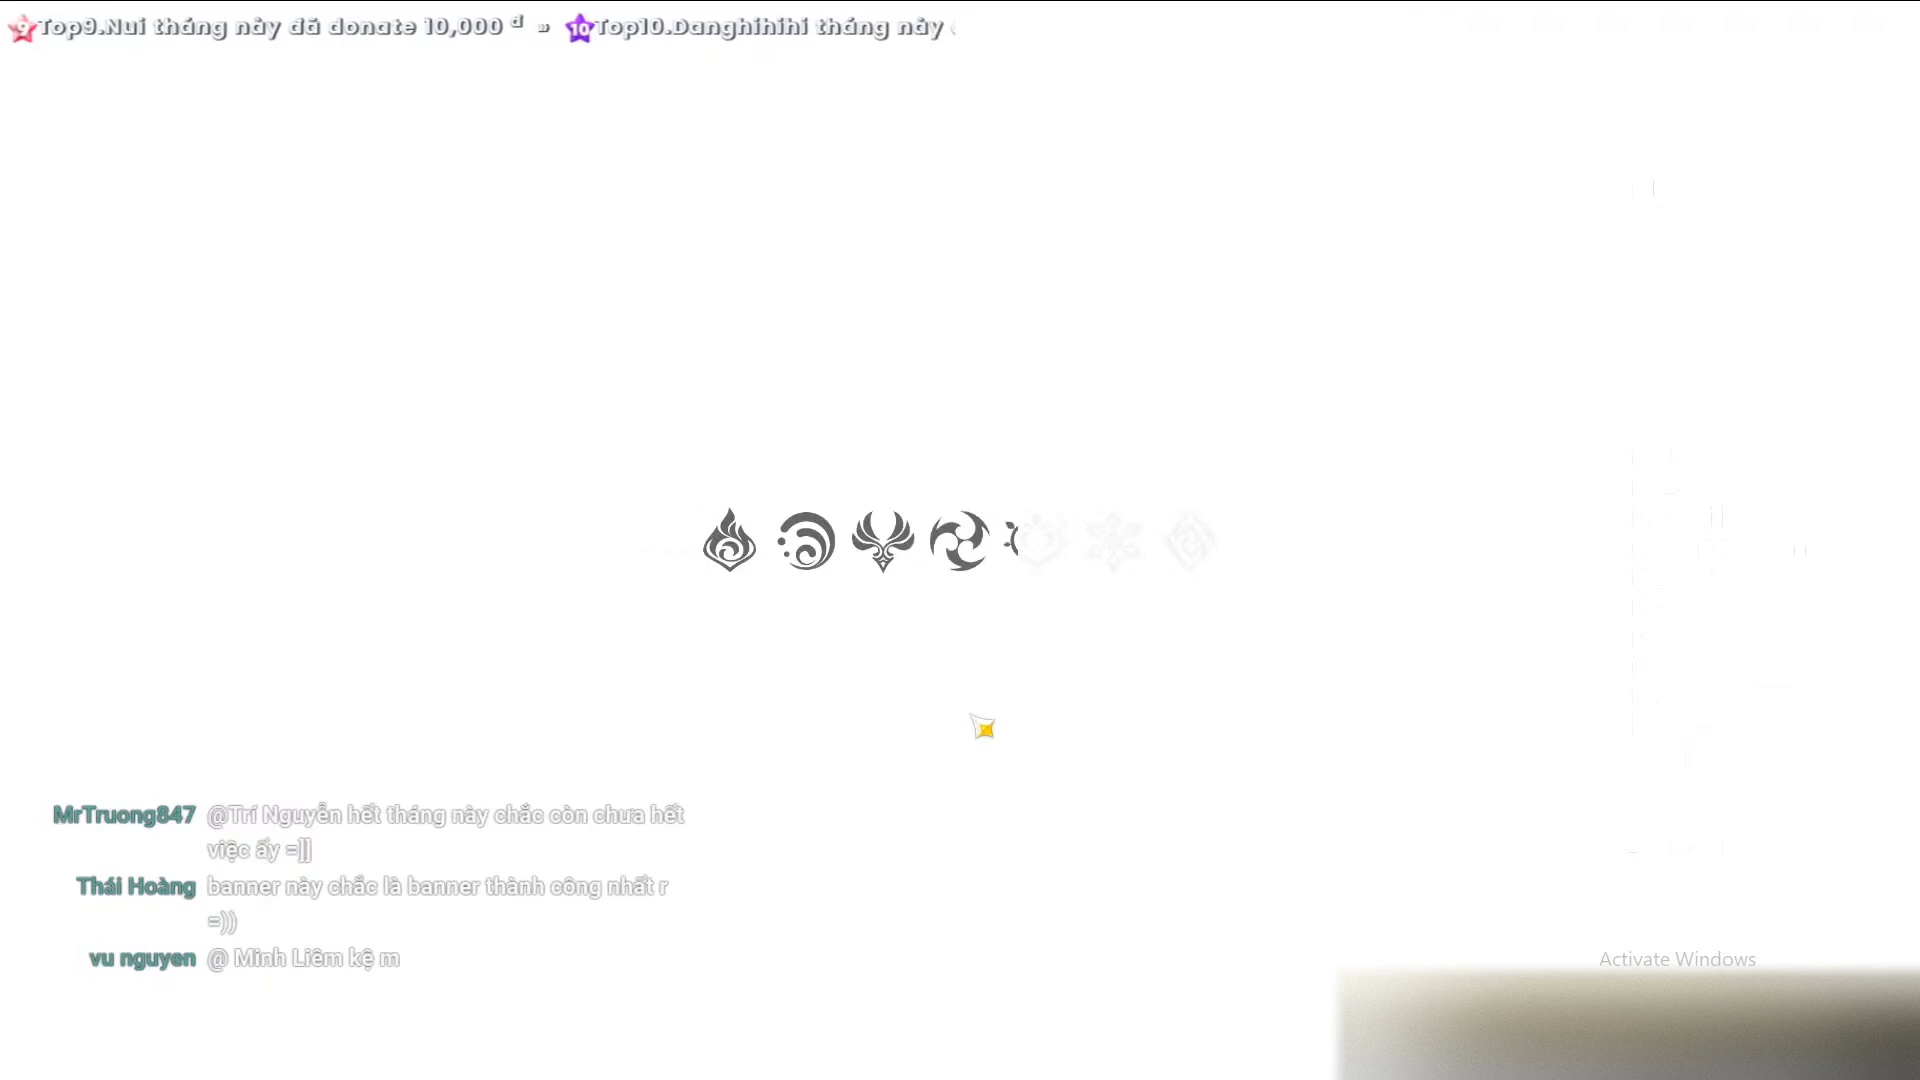 9 Top9.Nui tháng này đã donate 10,000 đ » 10 Top10.Danghihihi tháng này
MrTruong847 @Trí Nguyễn hết tháng này chắc còn chưa hết
việc ấy =]]
Thái Hoàng banner này chắc là banner thành công nhất r
=))
vu nguyen @ Minh Liêm kệ m
Activate Windows